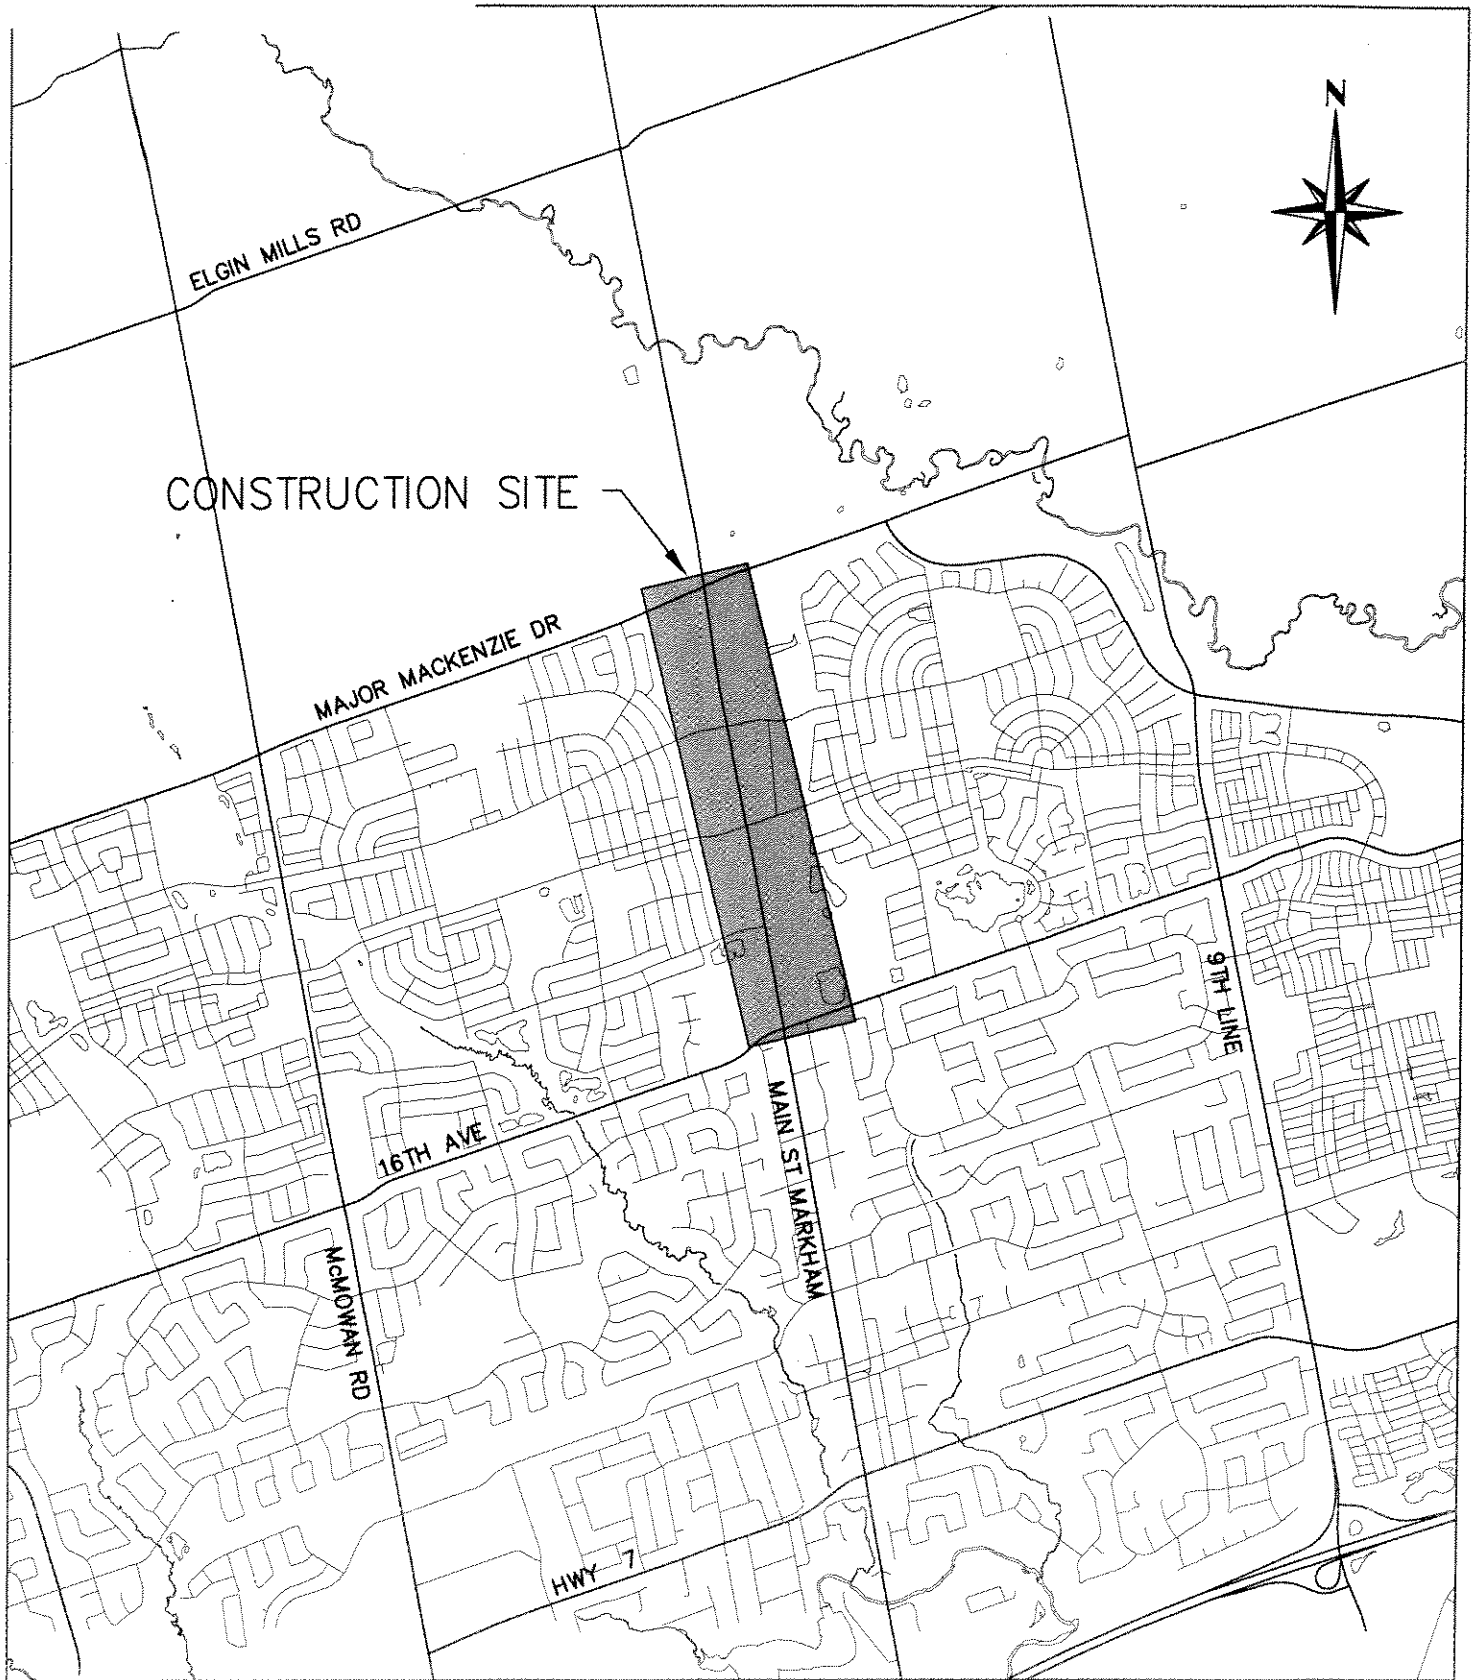 N
ELGIN MILLS RD
CONSTRUCTION SITE
MAJOR MACKENZIE DR
9TH LINE
16TH AVE
MAIN ST MARKHAM
McMOWAN RD
HWY 7